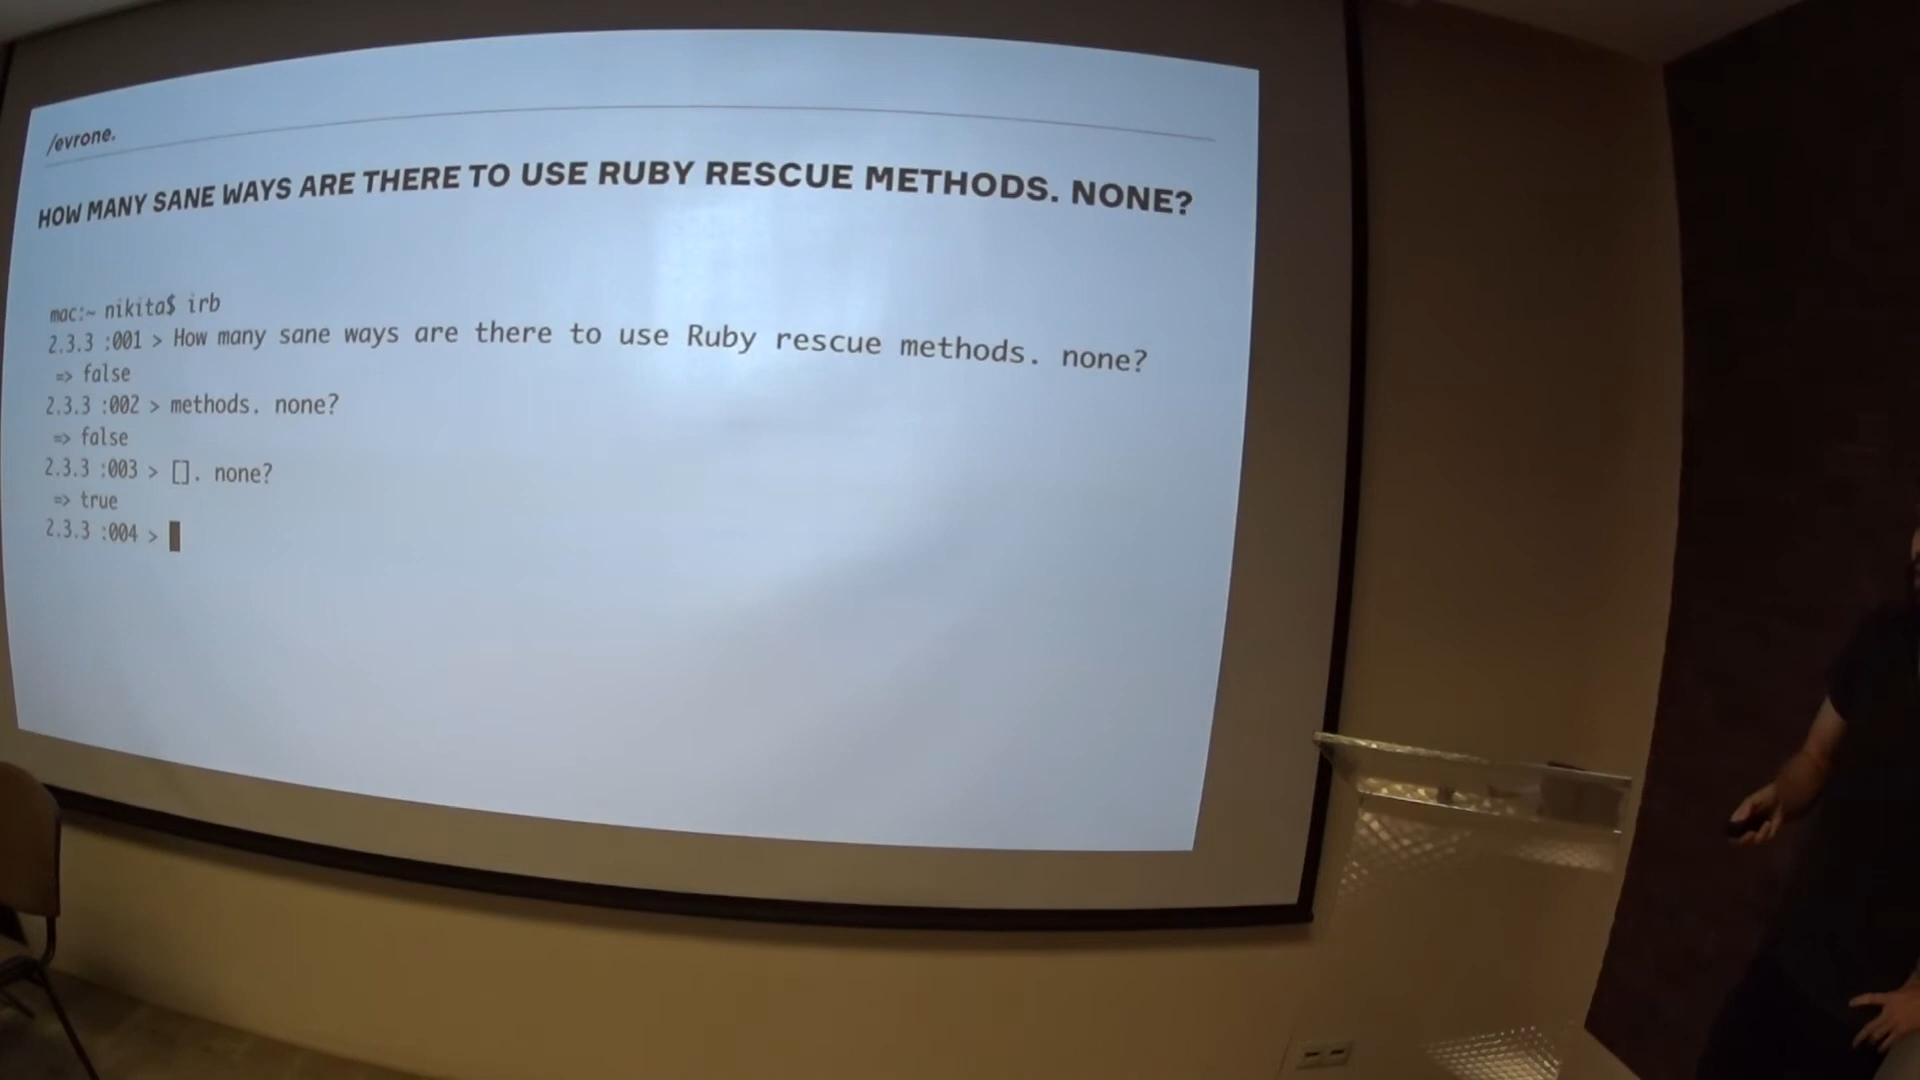 /evrone.
HOW MANY SANE WAYS ARE THERE TO USE RUBY RESCUE METHODS. NONE?
mac:~ nikita$ irb
2.3.3 :001 > How many sane ways are there to use Ruby rescue methods. none?
=> false
2.3.3 :002 > methods. none?
=> false
2.3.3 :003 > []. none?
=> true
2.3.3 :004 >